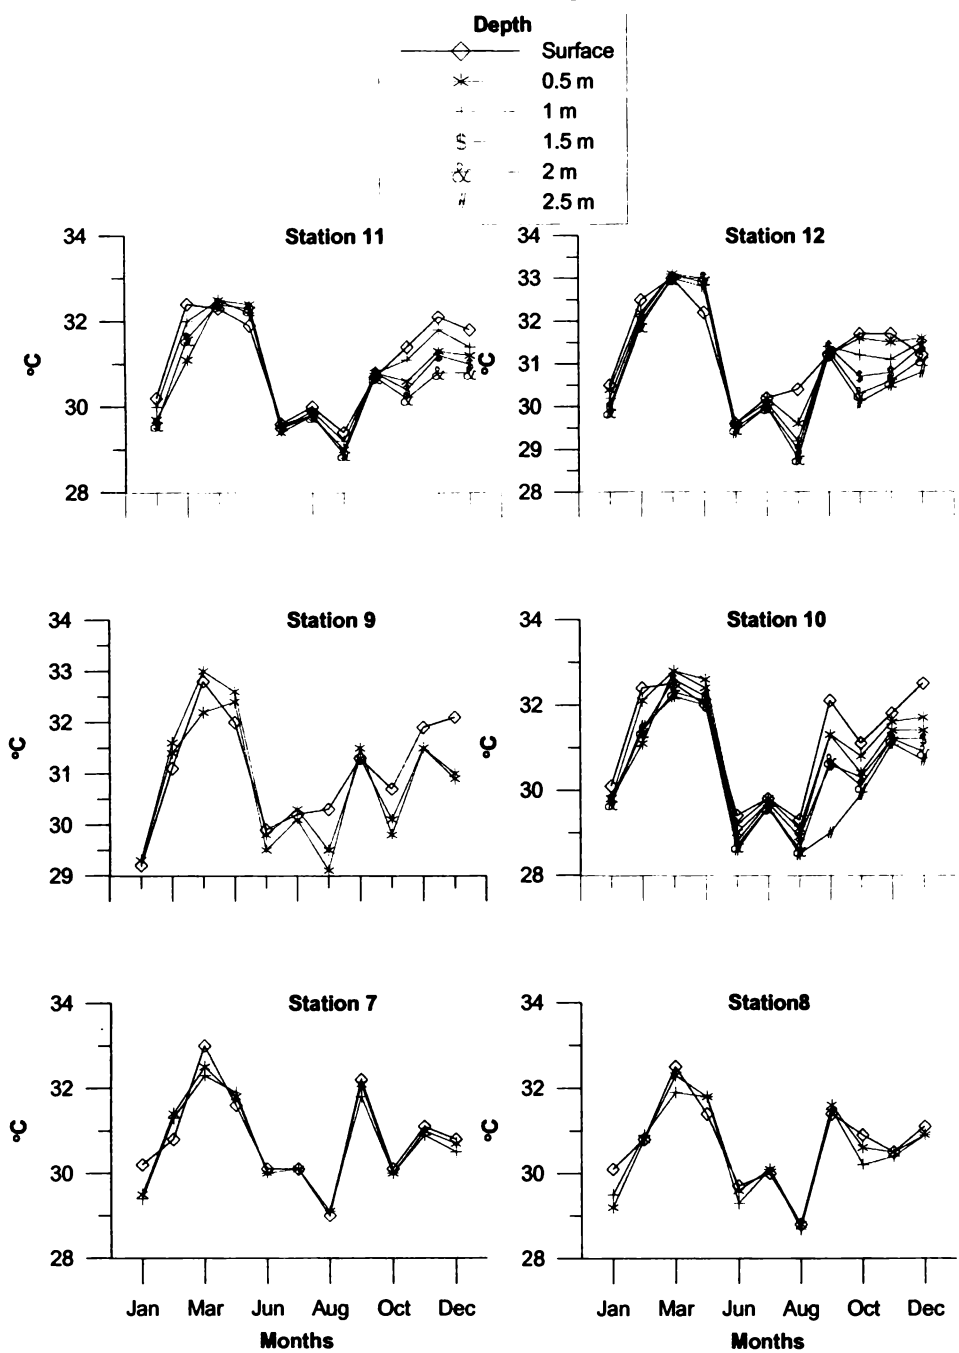 Depth
Surface
0.5 m
1 m
1.5 m
2 m
2.5 m
Station 11
34
32
30
28
°C
Station 12
34
33
32
31
30
29
28
°C
Station 9
34
33
32
31
30
29
°C
Station 10
34
32
30
28
°C
Station 7
34
32
30
28
°C
Jan Mar Jun Aug Oct Dec
Months
Station8
34
32
30
28
°C
Jan Mar Jun Aug Oct Dec
Months